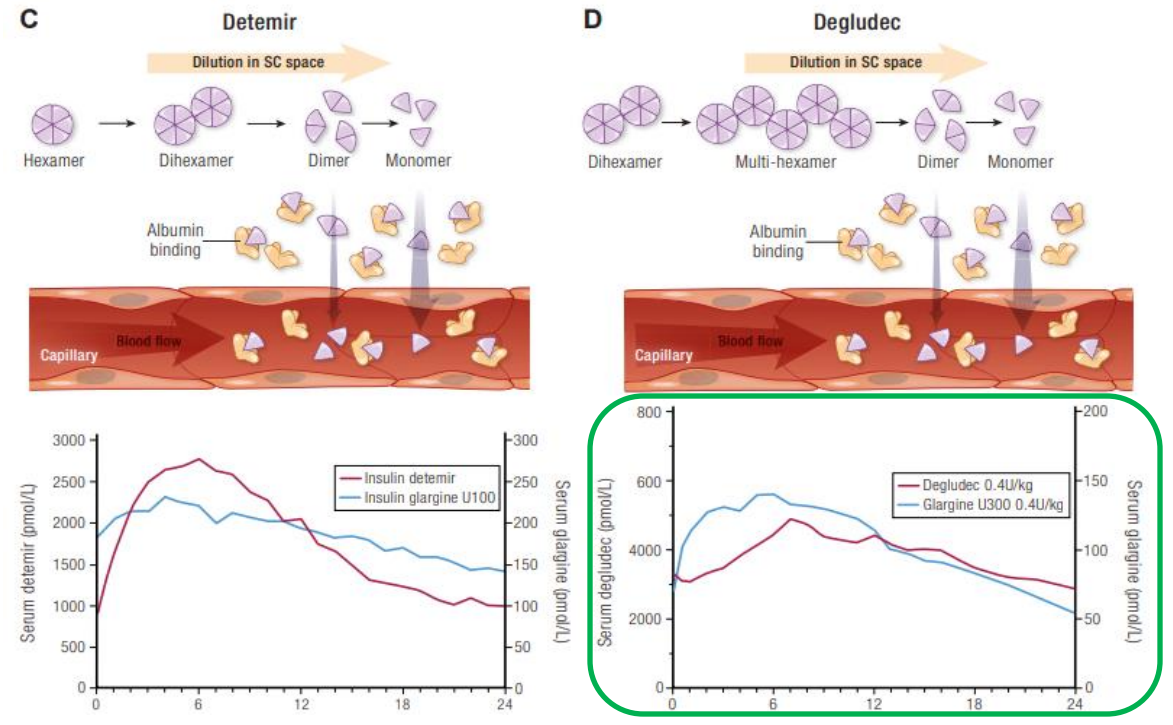 C
Detemir
Dilution in SC space
Hexamer
Dihexamer
Dimer
Monomer
Albumin
binding
Blood flow
Capillary
3000
2500
2000
1500
1000
500
0
Serum detemir (pmol/L)
Insulin detemir
Insulin glargine U100
300
250
200
150
100
50
0
Serum glargine (pmol/L)
0
6
12
18
24
D
Degludec
Dilution in SC space
Dihexamer
Multi-hexamer
Dimer
Monomer
Albumin
binding
Blood flow
Capillary
800
600
4000
2000
0
Serum degludec (pmol/L)
Degludec 0.4U/kg
Glargine U300 0.4U/kg
200
150
100
50
0
Serum glargine (pmol/L)
0
6
12
18
24